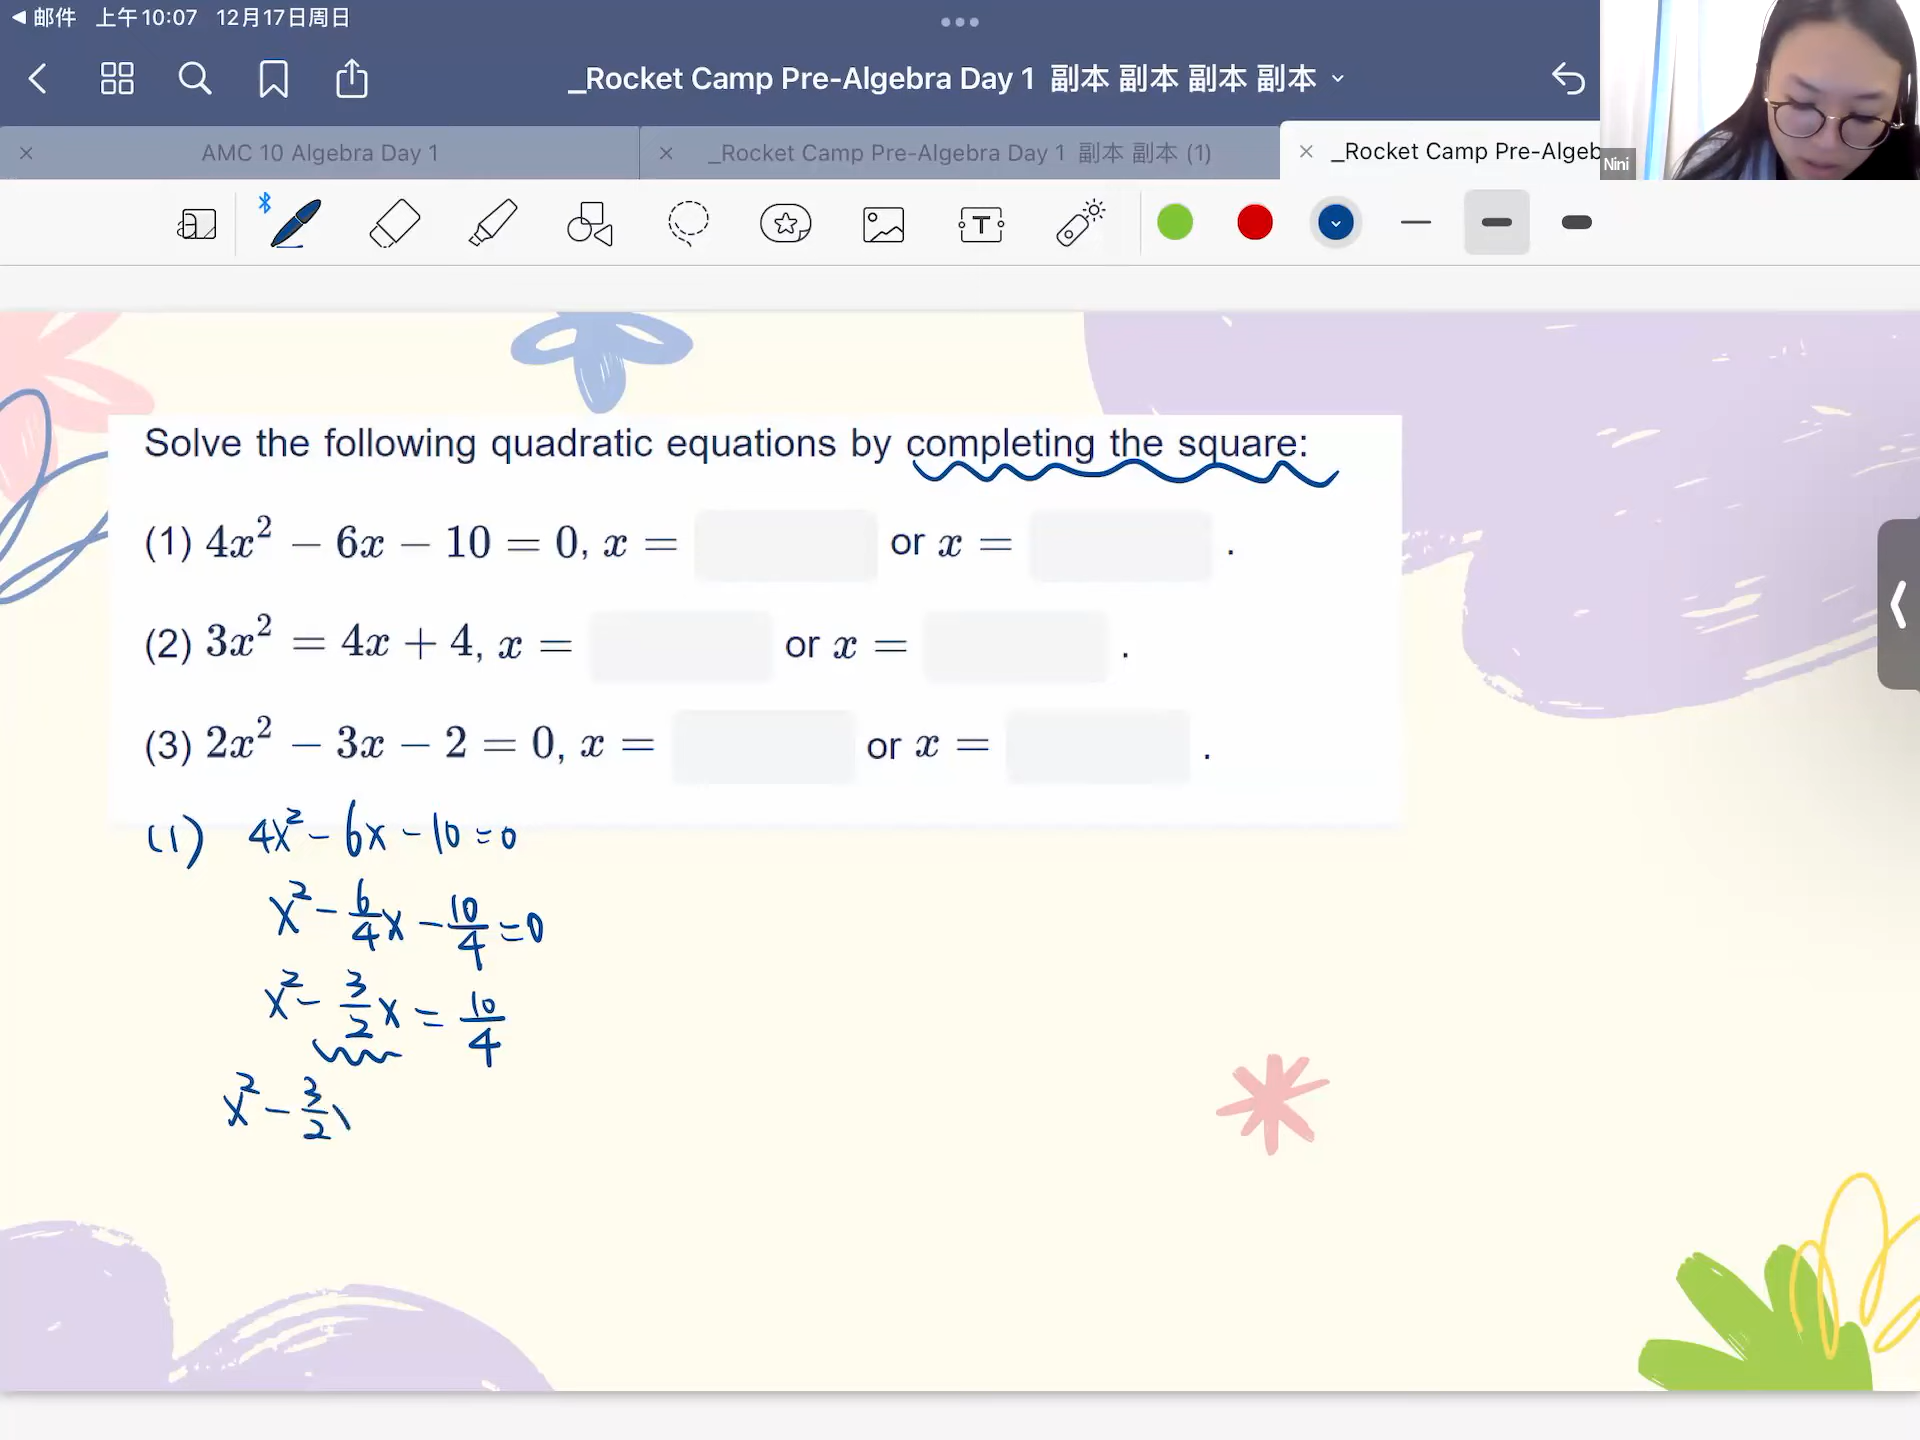 邮件 上午10:07 12月17日周日
_Rocket Camp Pre-Algebra Day 1 副本 副本 副本 副本
AMC 10 Algebra Day 1
_Rocket Camp Pre-Algebra Day 1 副本 副本 (1)
_Rocket Camp Pre-Algeb
Nini
Solve the following quadratic equations by completing the square:
(1) 4x² − 6x − 10 = 0, x = or x = .
(2) 3x² = 4x + 4, x = or x = .
(3) 2x² − 3x − 2 = 0, x = or x = .
(1) 4x² − 6x − 10 = 0
x² − 6/4 x − 10/4 = 0
x² − 3/2 x = 10/4
x² − 3/2